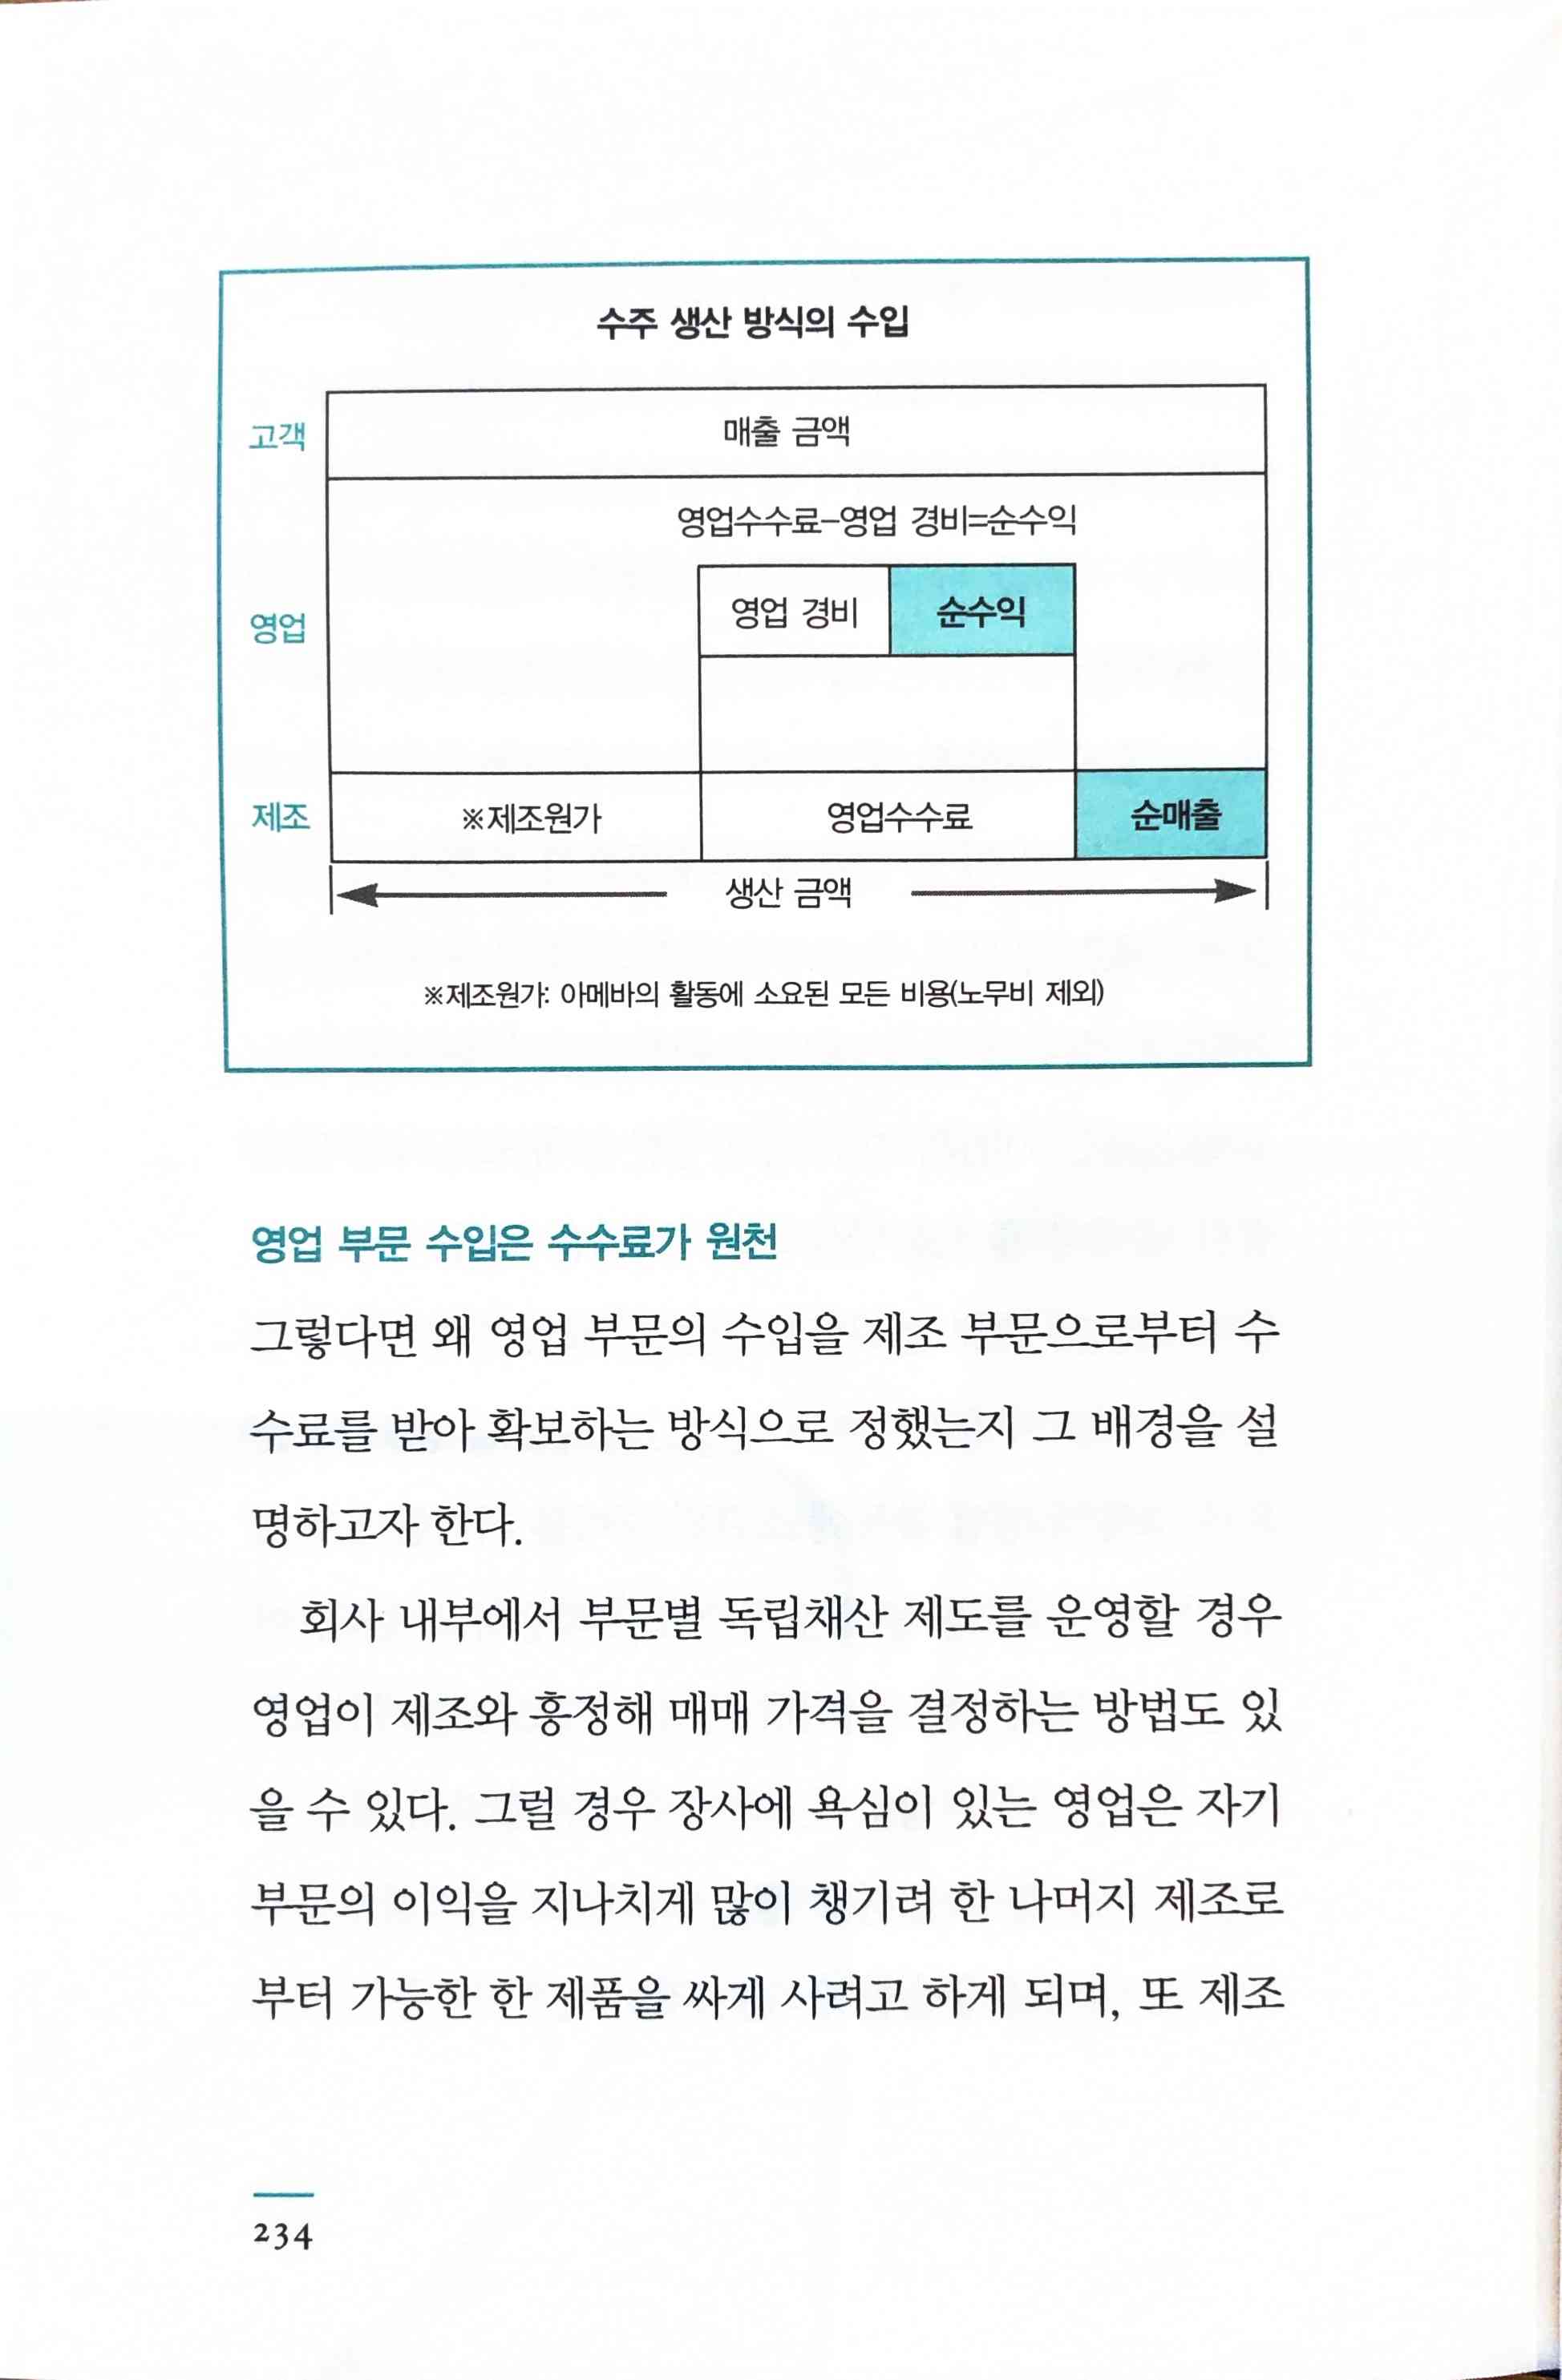 수주 생산 방식의 수입
고객
매출 금액
영업수수료-영업 경비=순수익
영업
영업 경비
순수익
제조
※제조원가
영업수수료
순매출
생산 금액
※제조원가: 아메바의 활동에 소요된 모든 비용(노무비 제외)
영업 부문 수입은 수수료가 원천
그렇다면 왜 영업 부문의 수입을 제조 부문으로부터 수
수료를 받아 확보하는 방식으로 정했는지 그 배경을 설
명하고자 한다.
회사 내부에서 부문별 독립채산 제도를 운영할 경우
영업이 제조와 흥정해 매매 가격을 결정하는 방법도 있
을 수 있다. 그럴 경우 장사에 욕심이 있는 영업은 자기
부문의 이익을 지나치게 많이 챙기려 한 나머지 제조로
부터 가능한 한 제품을 싸게 사려고 하게 되며, 또 제조
234